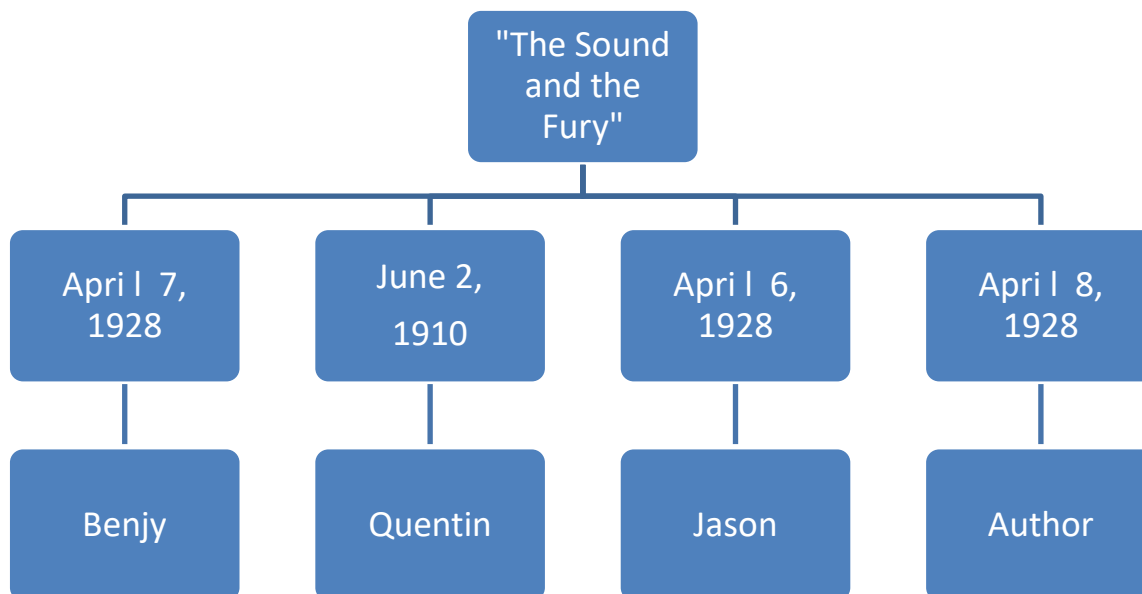 "The Sound
and the
Fury"
Apri l  7,
1928
June 2,
1910
Apri l  6,
1928
Apri l  8,
1928
Benjy
Quentin
Jason
Author